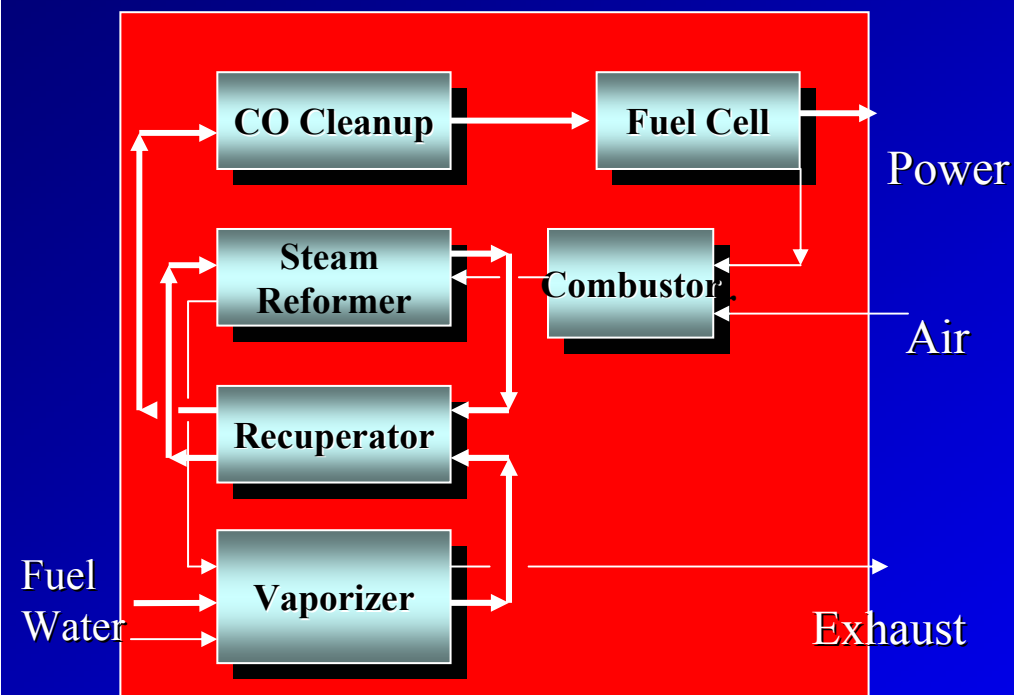 CO Cleanup
Fuel Cell
Power
Steam
Reformer
Combustor
Air
Recuperator
Fuel
Water
Vaporizer
Exhaust